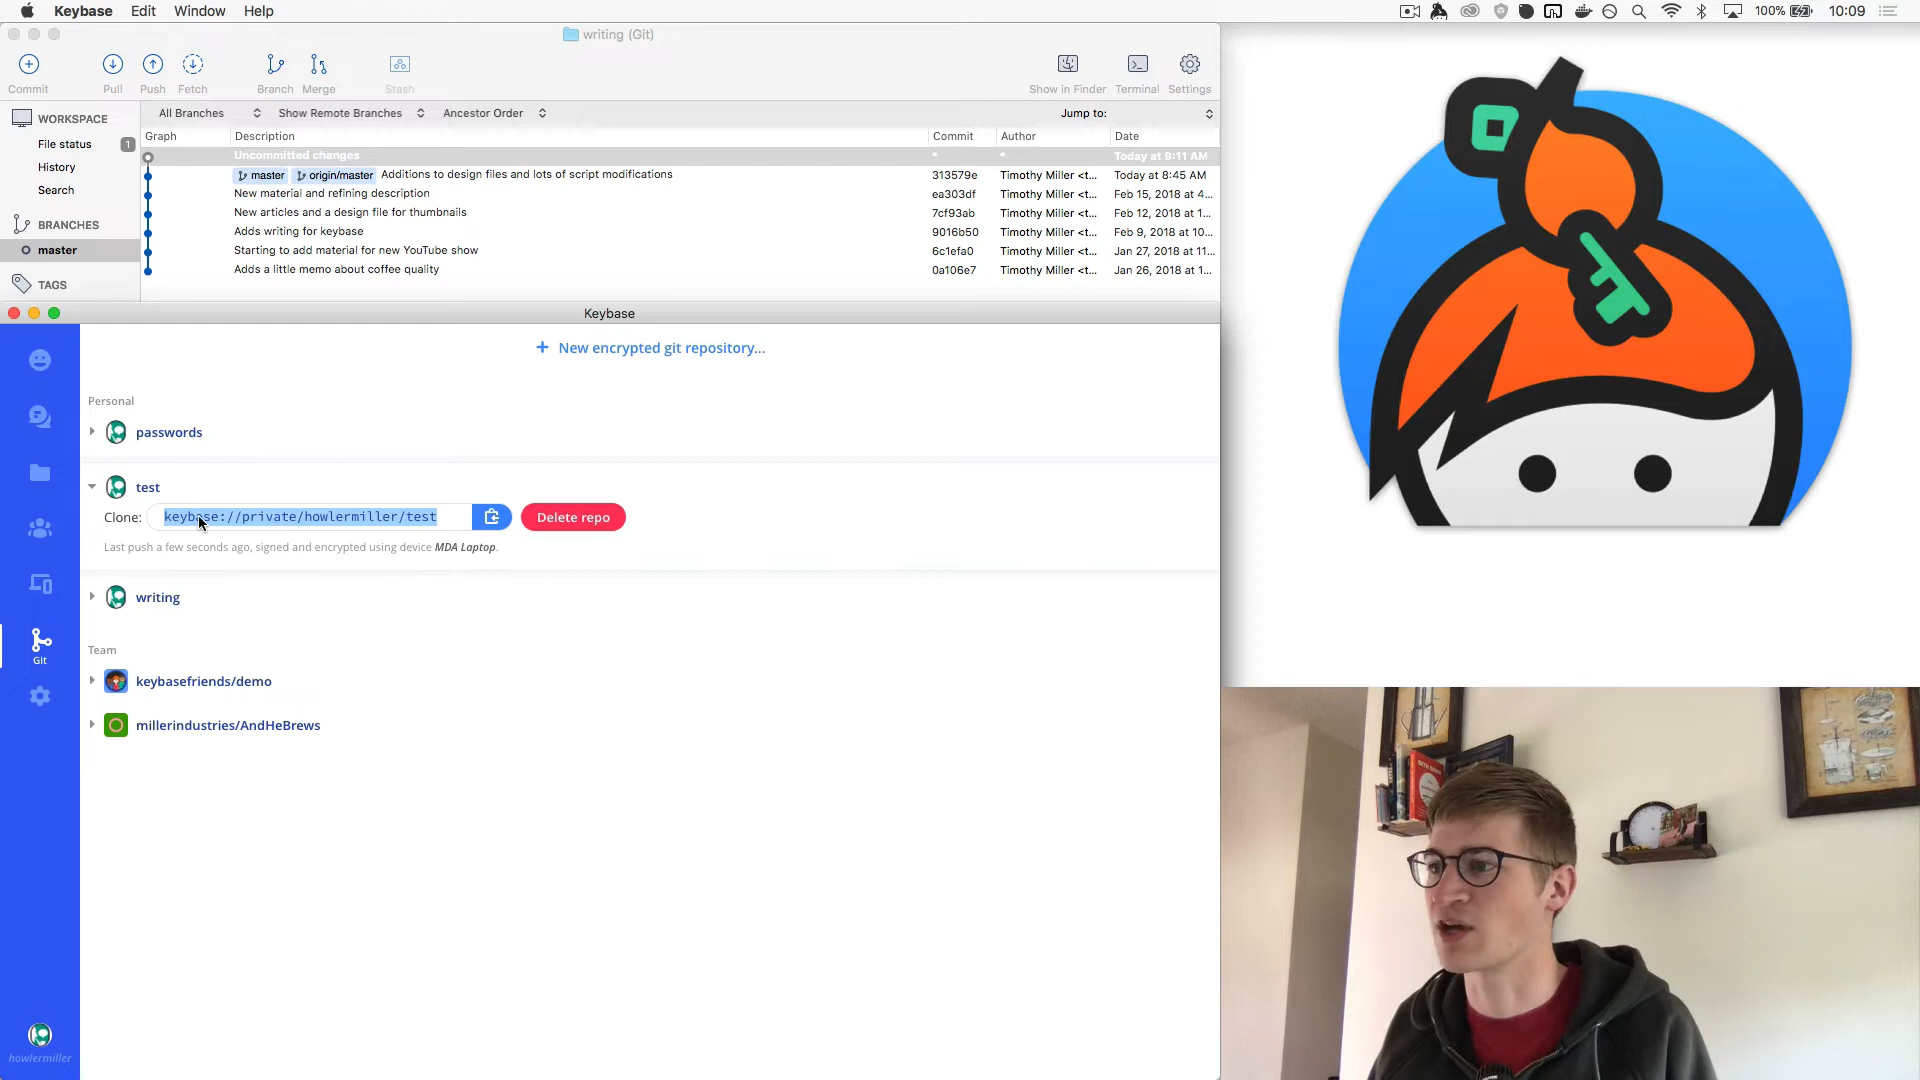 Keybase Edit Window Help 100% 10:09
writing (Git)
Commit Pull Push Fetch Branch Merge Stash Show in Finder Terminal Settings
WORKSPACE
File status 1
History
Search
BRANCHES
master
TAGS
All Branches Show Remote Branches Ancestor Order Jump to:
Graph Description Commit Author Date
Uncommitted changes * * Today at 9:11 AM
master origin/master Additions to design files and lots of script modifications 313579e Timothy Miller <t... Today at 8:45 AM
New material and refining description ea303df Timothy Miller <t... Feb 15, 2018 at 4...
New articles and a design file for thumbnails 7cf93ab Timothy Miller <t... Feb 12, 2018 at 1...
Adds writing for keybase 9016b50 Timothy Miller <t... Feb 9, 2018 at 10...
Starting to add material for new YouTube show 6c1efa0 Timothy Miller <t... Jan 27, 2018 at 11...
Adds a little memo about coffee quality 0a106e7 Timothy Miller <t... Jan 26, 2018 at 1...
Keybase
+ New encrypted git repository...
Personal
passwords
test
Clone: keybase://private/howlermiller/test Delete repo
Last push a few seconds ago, signed and encrypted using device MDA Laptop.
writing
Team
keybasefriends/demo
millerindustries/AndHeBrews
Git
howlermiller